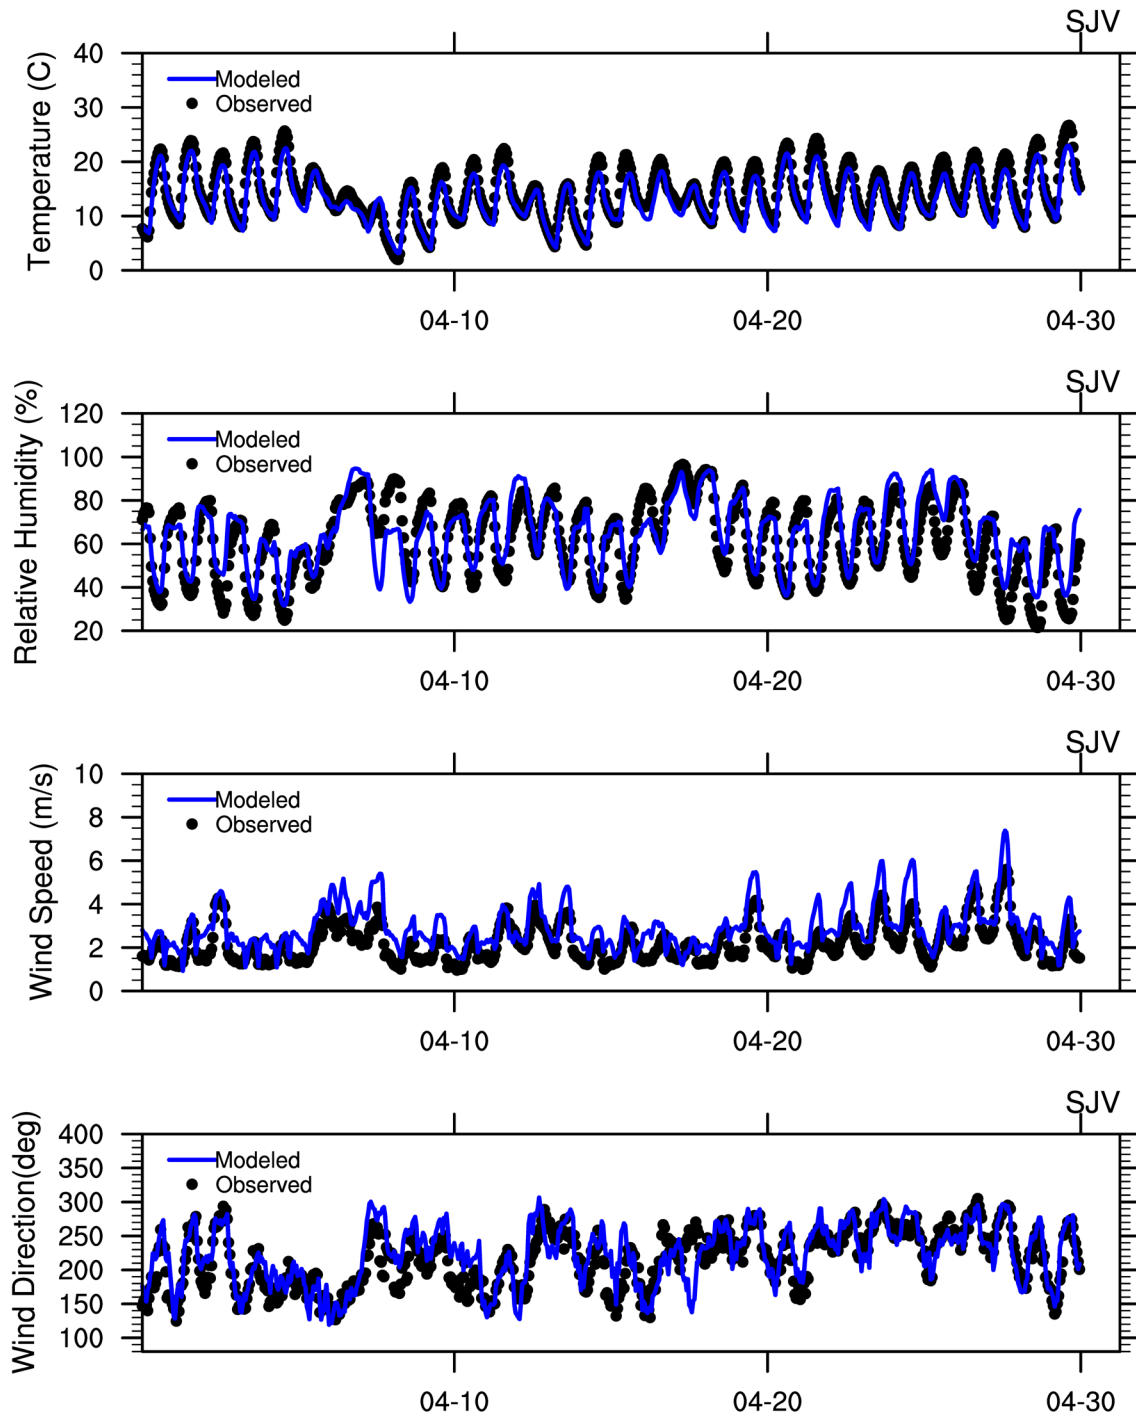 SJV
Temperature (C)
40
30
20
10
0
Modeled
Observed
04-10
04-20
04-30
SJV
Relative Humidity (%)
120
100
80
60
40
20
Modeled
Observed
04-10
04-20
04-30
SJV
Wind Speed (m/s)
10
8
6
4
2
0
Modeled
Observed
04-10
04-20
04-30
SJV
Wind Direction(deg)
400
350
300
250
200
150
100
Modeled
Observed
04-10
04-20
04-30